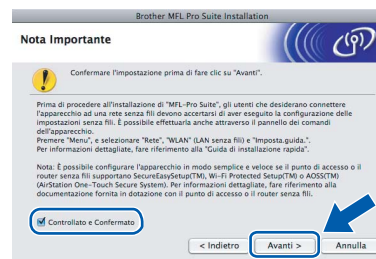 Brother MFL Pro Suite Installation
Nota Importante
Confermare l'impostazione prima di fare clic su "Avanti".
Prima di procedere all'installazione di "MFL-Pro Suite", gli utenti che desiderano connettere
l'apparecchio ad una rete senza fili devono accertarsi di aver eseguito la configurazione delle
impostazioni senza fili. È possibile effettuarla anche attraverso il pannello dei comandi
dell'apparecchio.
Premere "Menu", e selezionare "Rete", "WLAN" (LAN senza fili) e "Imposta.guida.".
Per informazioni dettagliate, fare riferimento alla "Guida di installazione rapida".
Nota: È possibile configurare l'apparecchio in modo semplice e veloce se il punto di accesso o il
router senza fili supportano SecureEasySetup(TM), Wi-Fi Protected Setup(TM) o AOSS(TM)
(AirStation One-Touch Secure System). Per informazioni dettagliate, fare riferimento alla
documentazione fornita in dotazione con il punto di accesso o il router senza fili.
Controllato e Confermato
< Indietro Avanti > Annulla